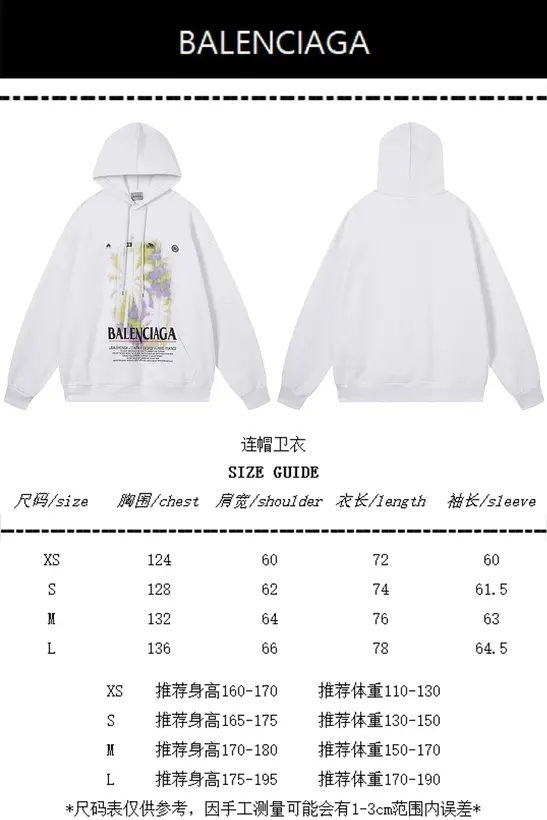 BALENCIAGA
BALENCIAGA
连帽卫衣
SIZE GUIDE
尺码/size 胸围/chest 肩宽/shoulder 衣长/length 袖长/sleeve
XS 124 60 72 60
S 128 62 74 61.5
M 132 64 76 63
L 136 66 78 64.5
XS 推荐身高160-170 推荐体重110-130
S 推荐身高165-175 推荐体重130-150
M 推荐身高170-180 推荐体重150-170
L 推荐身高175-195 推荐体重170-190
*尺码表仅供参考，因手工测量可能会有1-3cm范围内误差*